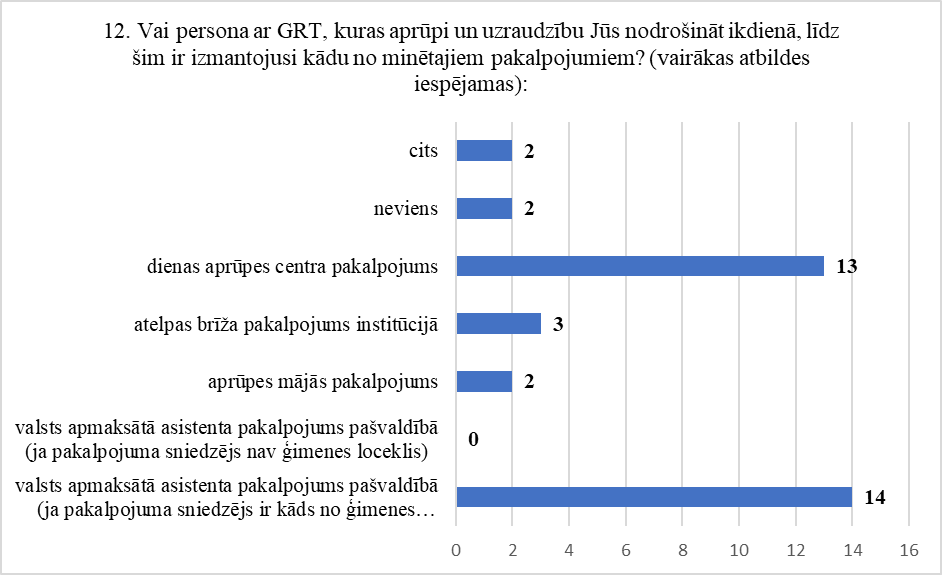 12. Vai persona ar GRT, kuras aprūpi un uzraudzību Jūs nodrošināt ikdienā, līdz
šim ir izmantojusi kādu no minētajiem pakalpojumiem? (vairākas atbildes
iespējamas):
cits 2
neviens 2
dienas aprūpes centra pakalpojums 13
atelpas brīža pakalpojums institūcijā 3
aprūpes mājās pakalpojums 2
valsts apmaksātā asistenta pakalpojums pašvaldībā
(ja pakalpojuma sniedzējs nav ģimenes loceklis) 0
valsts apmaksātā asistenta pakalpojums pašvaldībā
(ja pakalpojuma sniedzējs ir kāds no ģimenes… 14
0 2 4 6 8 10 12 14 16